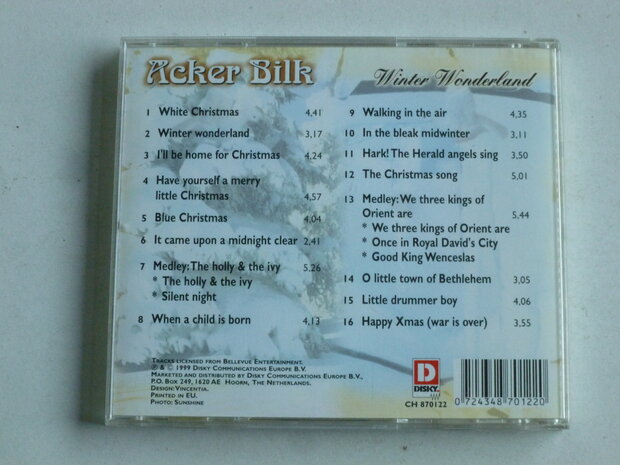 Acker Bilk
Winter Wonderland
1 White Christmas 4,41
2 Winter wonderland 3,17
3 I'll be home for Christmas 4,24
4 Have yourself a merry
little Christmas 4,57
5 Blue Christmas 4,04
6 It came upon a midnight clear 2,41
7 Medley: The holly & the ivy 5,26
* The holly & the ivy
* Silent night
8 When a child is born 4,13
9 Walking in the air 4,35
10 In the bleak midwinter 3,11
11 Hark! The Herald angels sing 3,50
12 The Christmas song 5,01
13 Medley: We three kings of
Orient are 5,44
* We three kings of Orient are
* Once in Royal David's City
* Good King Wenceslas
14 O little town of Bethlehem 3,05
15 Little drummer boy 4,06
16 Happy Xmas (war is over) 3,55
Tracks licensed from Bellevue Entertainment.
℗ & © 1999 Disky Communications Europe B.V.
Marketed and distributed by Disky Communications Europe B.V.,
P.O. Box 249, 1620 AE Hoorn, The Netherlands.
Design: Vincentia.
Printed in EU.
Photo: Sunshine
D
DISKY
CH 870122
0 724348 701220